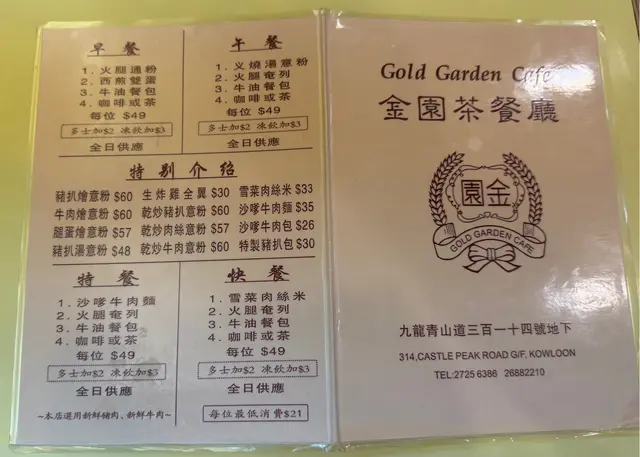 早餐
1. 火腿通粉
2. 西煎雙蛋
3. 牛油餐包
4. 咖啡或茶
每位 $49
多士加$2 凍飲加$3
全日供應
午餐
1. 义燒湯意粉
2. 火腿奄列
3. 牛油餐包
4. 咖啡或茶
每位 $49
多士加$2 凍飲加$3
全日供應
特別介紹
豬扒燴意粉 $60 生炸雞全翼 $30 雪菜肉絲米 $33
牛肉燴意粉 $60 乾炒豬扒意粉 $60 沙嗲牛肉麵 $35
腿蛋燴意粉 $57 乾炒肉絲意粉 $57 沙嗲牛肉包 $26
豬扒湯意粉 $48 乾炒牛肉意粉 $60 特製豬扒包 $30
特餐
1. 沙嗲牛肉麵
2. 火腿奄列
3. 牛油餐包
4. 咖啡或茶
每位 $49
多士加$2 凍飲加$3
全日供應
~本店選用新鮮豬肉、新鮮牛肉~
快餐
1. 雪菜肉絲米
2. 火腿奄列
3. 牛油餐包
4. 咖啡或茶
每位 $49
多士加$2 凍飲加$3
全日供應
每位最低消費$21
Gold Garden Cafe
金園茶餐廳
園金
GOLD GARDEN CAFE
九龍青山道三百一十四號地下
314,CASTLE PEAK ROAD G/F, KOWLOON
TEL:2725 6386 26882210